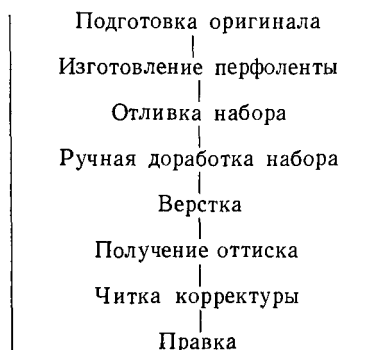 Подготовка оригинала
Изготовление перфоленты
Отливка набора
Ручная доработка набора
Верстка
Получение оттиска
Читка корректуры
Правка